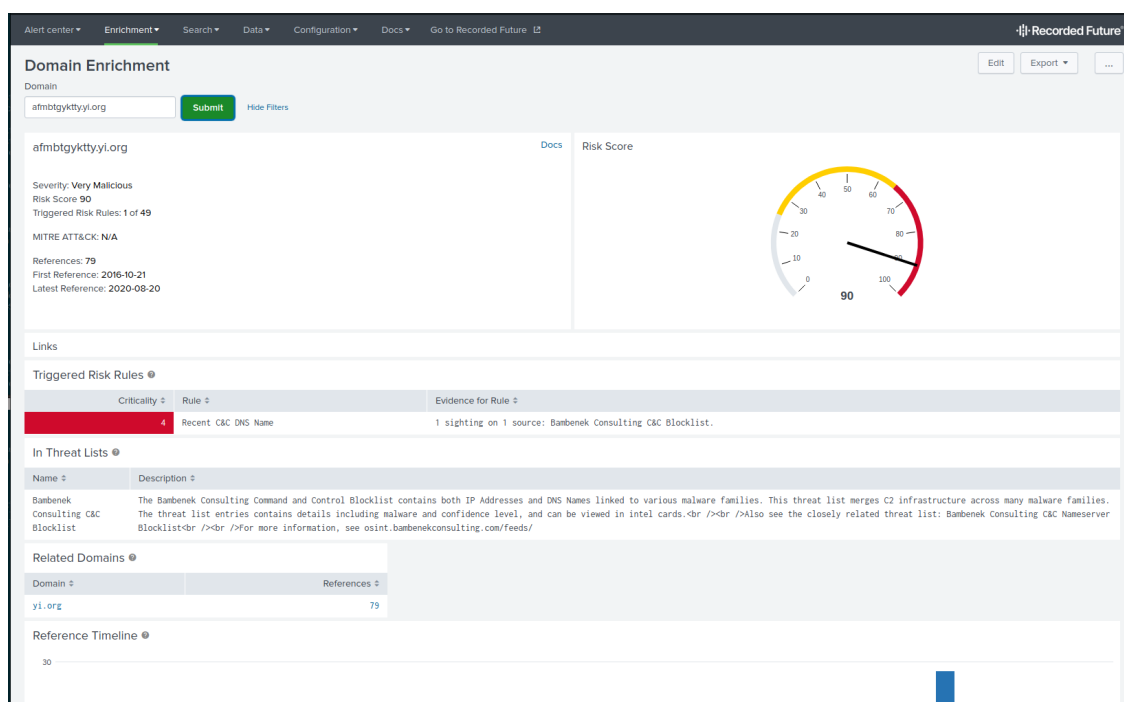 Alert center Enrichment Search Data Configuration Docs Go to Recorded Future Recorded Future
Domain Enrichment
Edit Export ...
Domain
afmbtgyktty.yi.org Submit Hide Filters
afmbtgyktty.yi.org Docs
Severity: Very Malicious
Risk Score 90
Triggered Risk Rules: 1 of 49
MITRE ATT&CK: N/A
References: 79
First Reference: 2016-10-21
Latest Reference: 2020-08-20
Risk Score
0
10
20
30
40
50
60
70
80
90
100
90
Links
Triggered Risk Rules
Criticality Rule Evidence for Rule
4 Recent C&C DNS Name 1 sighting on 1 source: Bambenek Consulting C&C Blocklist.
In Threat Lists
Name Description
Bambenek
Consulting C&C
Blocklist
The Bambenek Consulting Command and Control Blocklist contains both IP Addresses and DNS Names linked to various malware families. This threat list merges C2 infrastructure across many malware families.
The threat list entries contains details including malware and confidence level, and can be viewed in intel cards.<br /><br />Also see the closely related threat list: Bambenek Consulting C&C Nameserver
Blocklist<br /><br />For more information, see osint.bambenekconsulting.com/feeds/
Related Domains
Domain References
yi.org 79
Reference Timeline
30